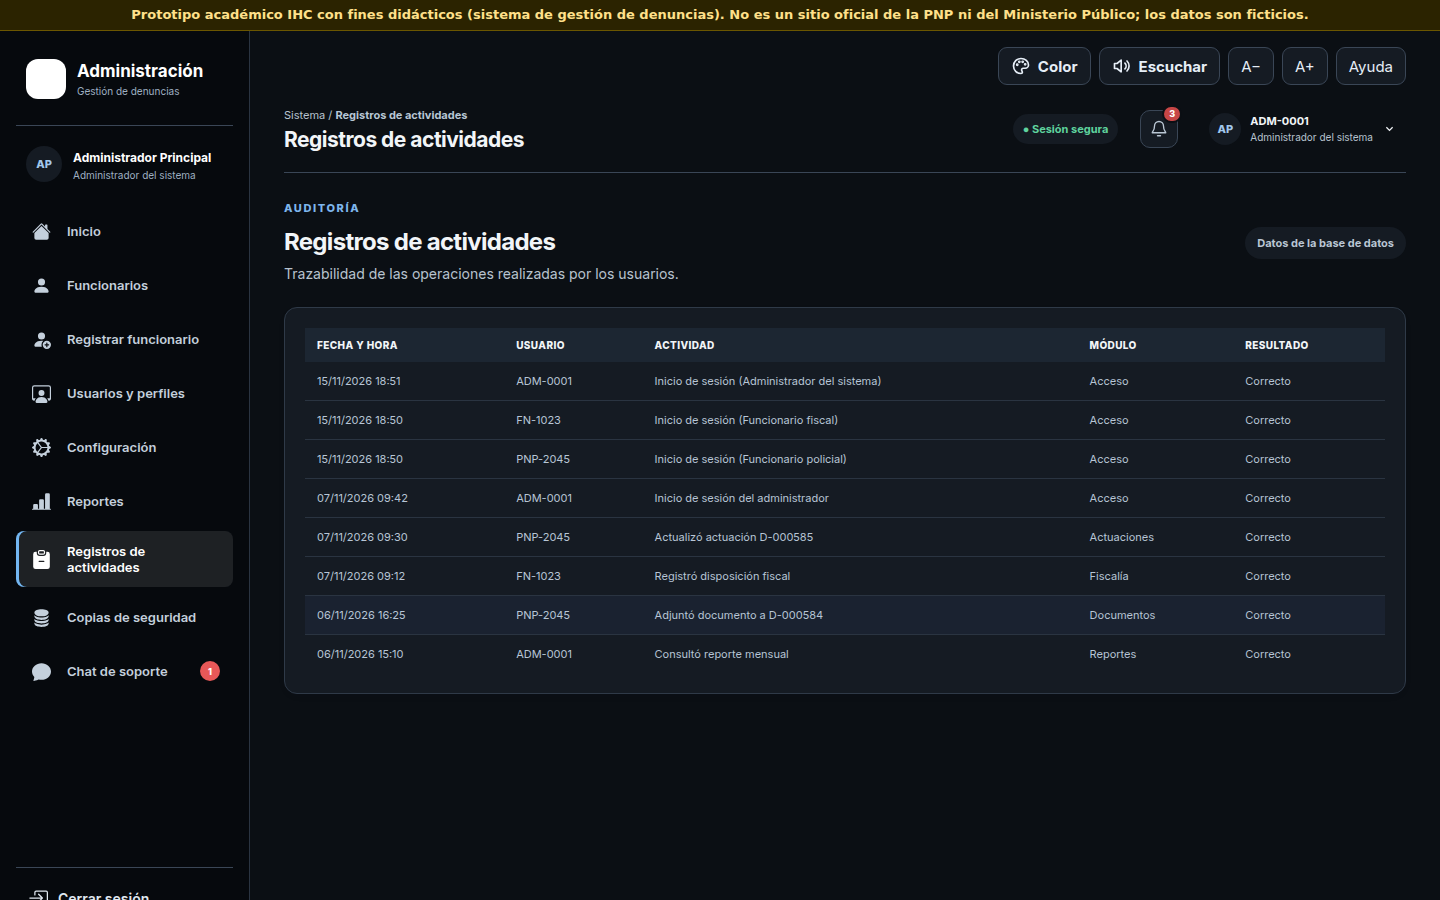 Prototipo académico IHC con fines didácticos (sistema de gestión de denuncias). No es un sitio oficial de la PNP ni del Ministerio Público; los datos son ficticios.
Administración
Gestión de denuncias
AP
Administrador Principal
Administrador del sistema
Inicio
Funcionarios
Registrar funcionario
Usuarios y perfiles
Configuración
Reportes
Registros de
actividades
Copias de seguridad
Chat de soporte
1
Cerrar sesión
Color
Escuchar
A−
A+
Ayuda
Sistema / Registros de actividades
Registros de actividades
● Sesión segura
3
AP
ADM-0001
Administrador del sistema
AUDITORÍA
Registros de actividades
Trazabilidad de las operaciones realizadas por los usuarios.
Datos de la base de datos
FECHA Y HORA USUARIO ACTIVIDAD MÓDULO RESULTADO
15/11/2026 18:51 ADM-0001 Inicio de sesión (Administrador del sistema) Acceso Correcto
15/11/2026 18:50 FN-1023 Inicio de sesión (Funcionario fiscal) Acceso Correcto
15/11/2026 18:50 PNP-2045 Inicio de sesión (Funcionario policial) Acceso Correcto
07/11/2026 09:42 ADM-0001 Inicio de sesión del administrador Acceso Correcto
07/11/2026 09:30 PNP-2045 Actualizó actuación D-000585 Actuaciones Correcto
07/11/2026 09:12 FN-1023 Registró disposición fiscal Fiscalía Correcto
06/11/2026 16:25 PNP-2045 Adjuntó documento a D-000584 Documentos Correcto
06/11/2026 15:10 ADM-0001 Consultó reporte mensual Reportes Correcto